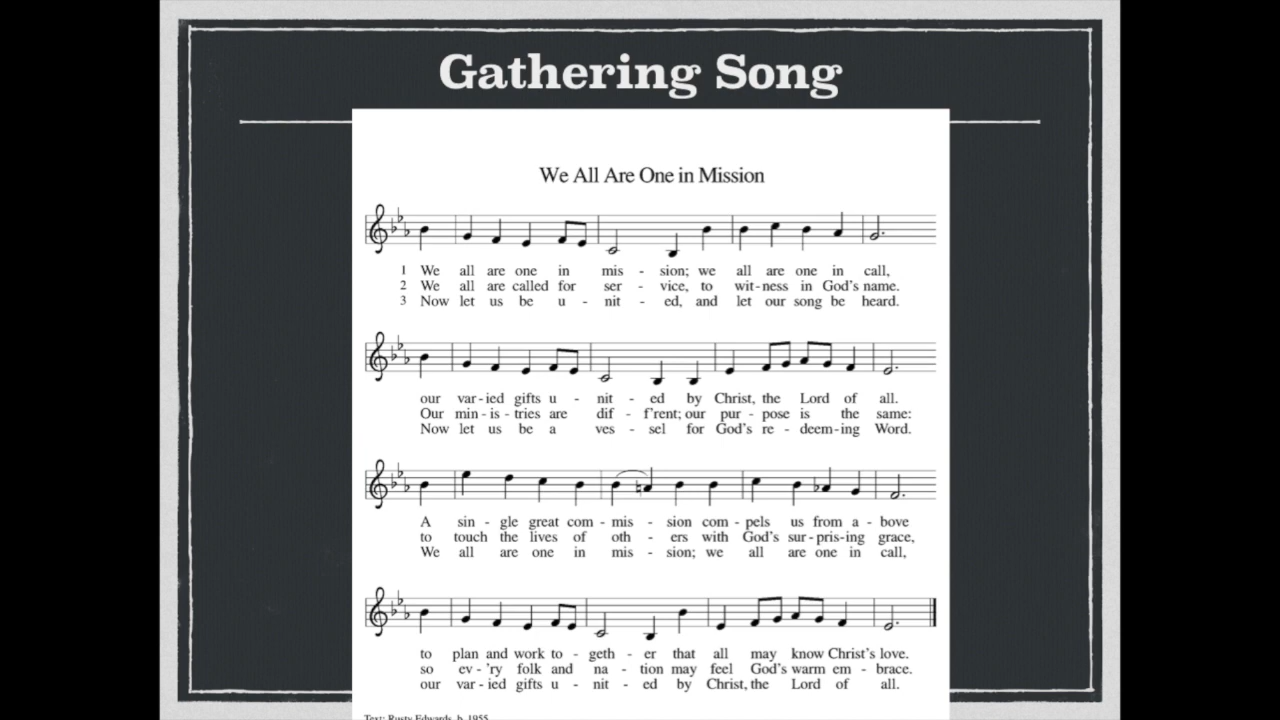 Gathering Song
We All Are One in Mission
1 We all are one in mis - sion; we all are one in call,
2 We all are called for ser - vice, to wit - ness in God's name.
3 Now let us be u - nit - ed, and let our song be heard.
our var - ied gifts u - nit - ed by Christ, the Lord of all.
Our min - is - tries are dif - f'rent; our pur - pose is the same:
Now let us be a ves - sel for God's re - deem - ing Word.
A sin - gle great com - mis - sion com - pels us from a - bove
to touch the lives of oth - ers with God's sur - pris - ing grace,
We all are one in mis - sion; we all are one in call,
to plan and work to - geth - er that all may know Christ's love.
so ev - 'ry folk and na - tion may feel God's warm em - brace.
our var - ied gifts u - nit - ed by Christ, the Lord of all.
Text: Rusty Edwards, b. 1955